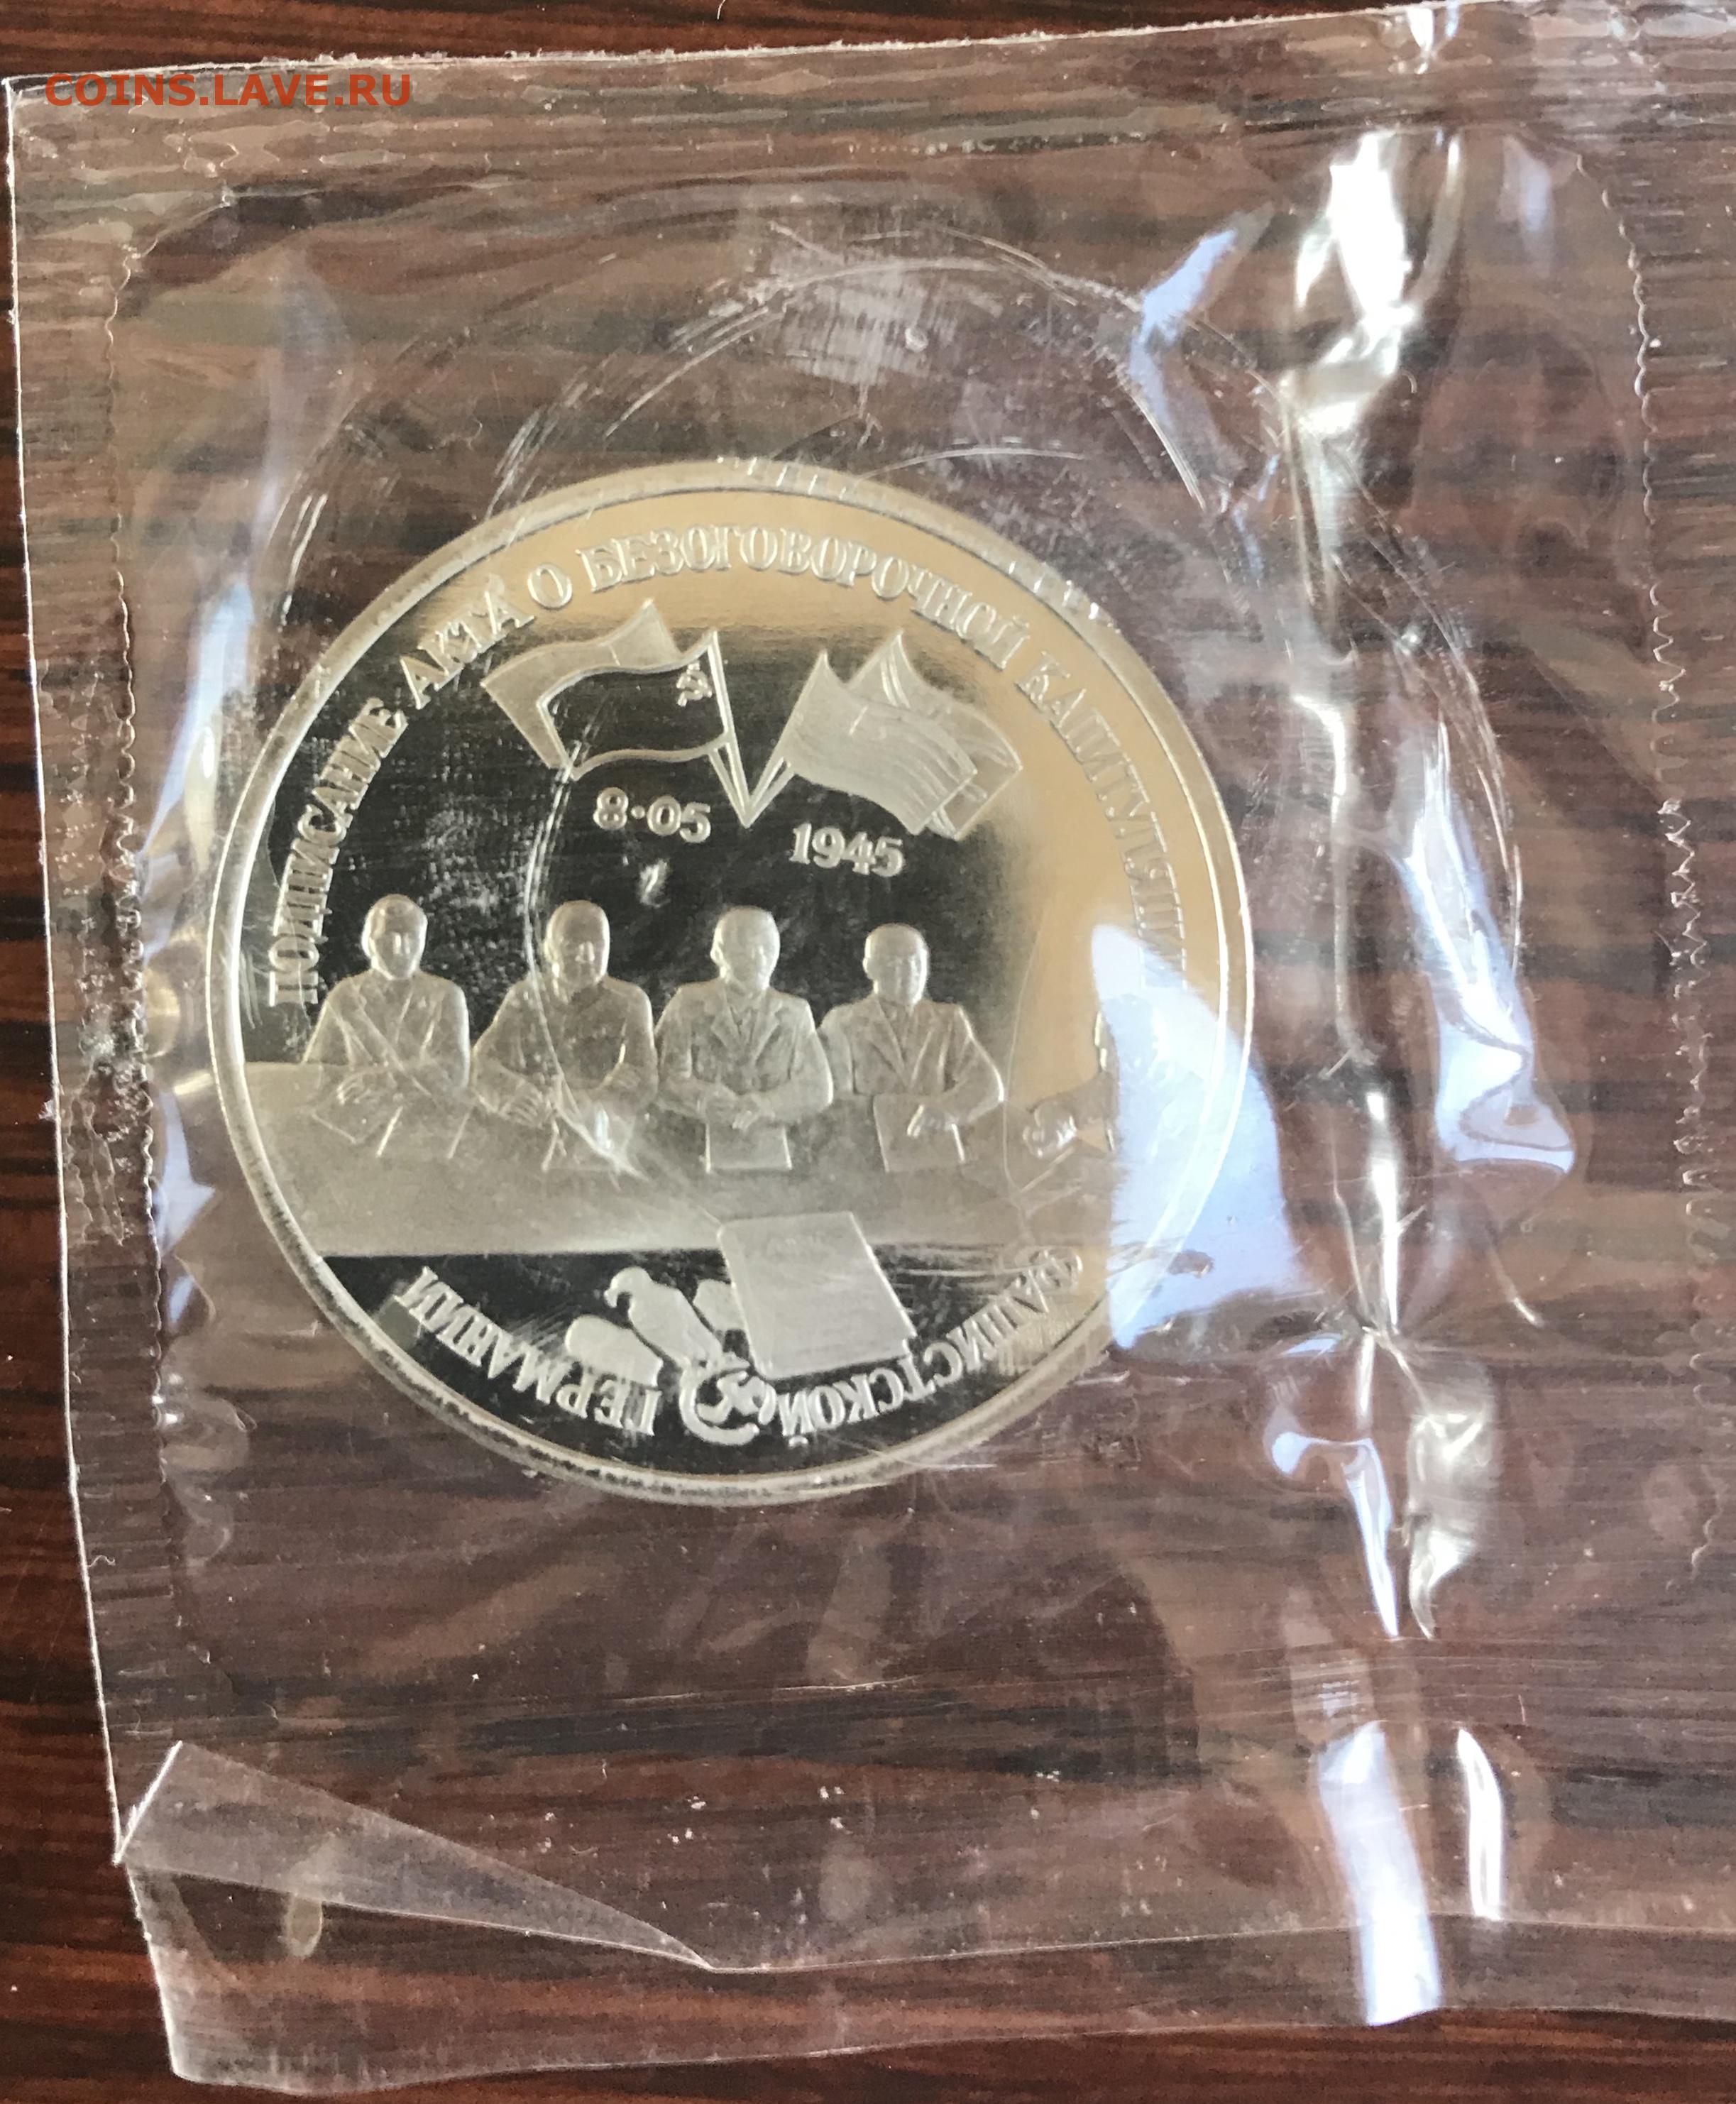 COINS.LAVE.RU
ПОДПИСАНИЕ АКТА О БЕЗОГОВОРОЧНОЙ КАПИТУЛЯЦИИ
8·05
1945
ФАШИСТСКОЙ ГЕРМАНИИ